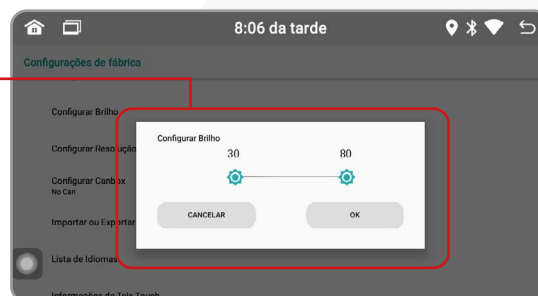 8:06 da tarde
Configurações de fábrica
Configurar Brilho
Configurar Resolução
Configurar Canbox
No Can
Importar ou Exportar
Lista de Idiomas
Informações da Tela Touch
Configurar Brilho
30 80
CANCELAR OK